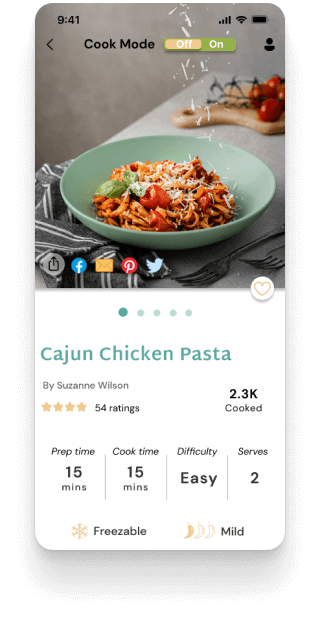 9:41
Cook Mode Off On
Cajun Chicken Pasta
By Suzanne Wilson
54 ratings
2.3K
Cooked
Prep time Cook time Difficulty Serves
15 15 Easy 2
mins mins
Freezable Mild